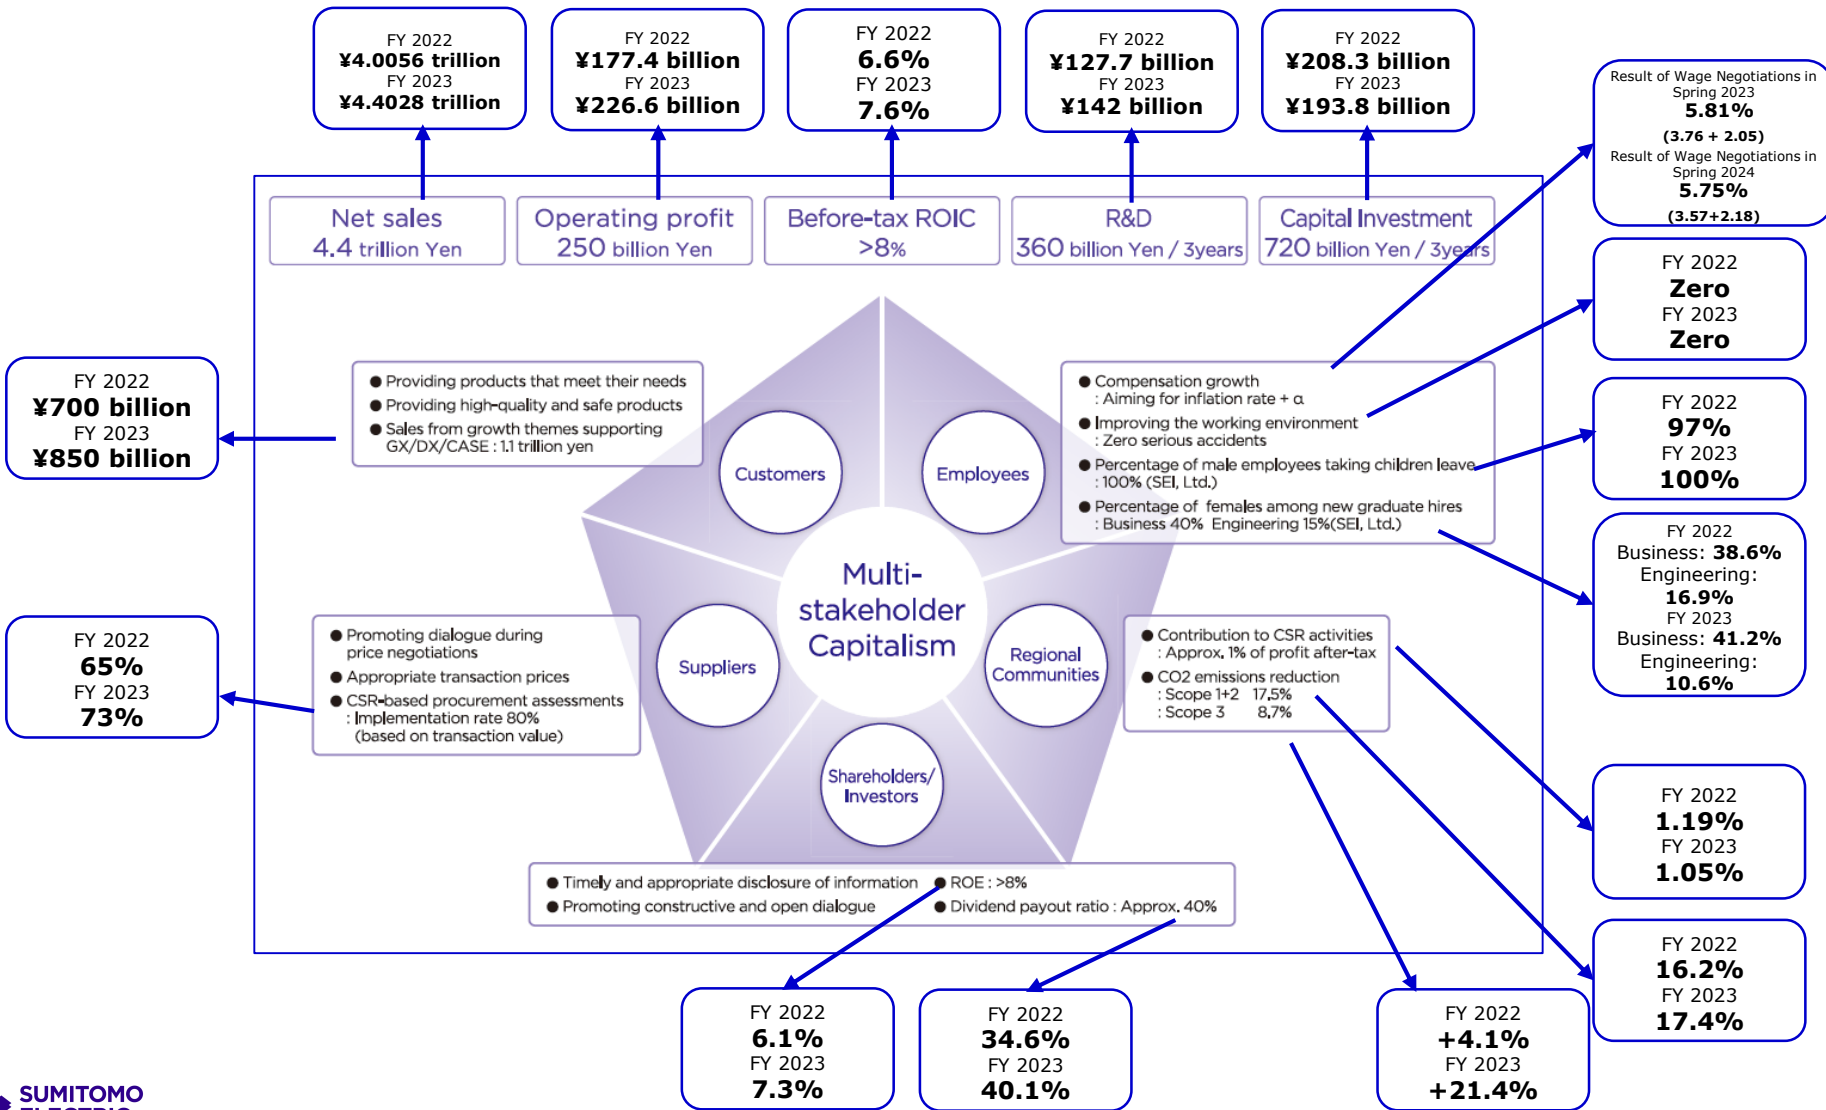 FY 2022
¥4.0056 trillion
FY 2023
¥4.4028 trillion
FY 2022
¥177.4 billion
FY 2023
¥226.6 billion
FY 2022
6.6%
FY 2023
7.6%
FY 2022
¥127.7 billion
FY 2023
¥142 billion
FY 2022
¥208.3 billion
FY 2023
¥193.8 billion
Result of Wage Negotiations in
Spring 2023
5.81%
(3.76 + 2.05)
Result of Wage Negotiations in
Spring 2024
5.75%
(3.57+2.18)
Net sales
4.4 trillion Yen
Operating profit
250 billion Yen
Before-tax ROIC
>8%
R&D
360 billion Yen / 3years
Capital Investment
720 billion Yen / 3years
FY 2022
Zero
FY 2023
Zero
FY 2022
¥700 billion
FY 2023
¥850 billion
● Providing products that meet their needs
● Providing high-quality and safe products
● Sales from growth themes supporting
GX/DX/CASE : 1.1 trillion yen
Customers
Employees
● Compensation growth
: Aiming for inflation rate + α
● Improving the working environment
: Zero serious accidents
● Percentage of male employees taking children leave
: 100% (SEI, Ltd.)
● Percentage of females among new graduate hires
: Business 40% Engineering 15%(SEI, Ltd.)
FY 2022
97%
FY 2023
100%
FY 2022
Business: 38.6%
Engineering:
16.9%
FY 2023
Business: 41.2%
Engineering:
10.6%
Multi-
stakeholder
Capitalism
FY 2022
65%
FY 2023
73%
● Promoting dialogue during
price negotiations
● Appropriate transaction prices
● CSR-based procurement assessments
: Implementation rate 80%
(based on transaction value)
Suppliers
Regional
Communities
● Contribution to CSR activities
: Approx. 1% of profit after-tax
● CO2 emissions reduction
: Scope 1+2 17.5%
: Scope 3 8.7%
Shareholders/
Investors
FY 2022
1.19%
FY 2023
1.05%
● Timely and appropriate disclosure of information ● ROE : >8%
● Promoting constructive and open dialogue ● Dividend payout ratio : Approx. 40%
FY 2022
16.2%
FY 2023
17.4%
FY 2022
6.1%
FY 2023
7.3%
FY 2022
34.6%
FY 2023
40.1%
FY 2022
+4.1%
FY 2023
+21.4%
SUMITOMO
ELECTRIC